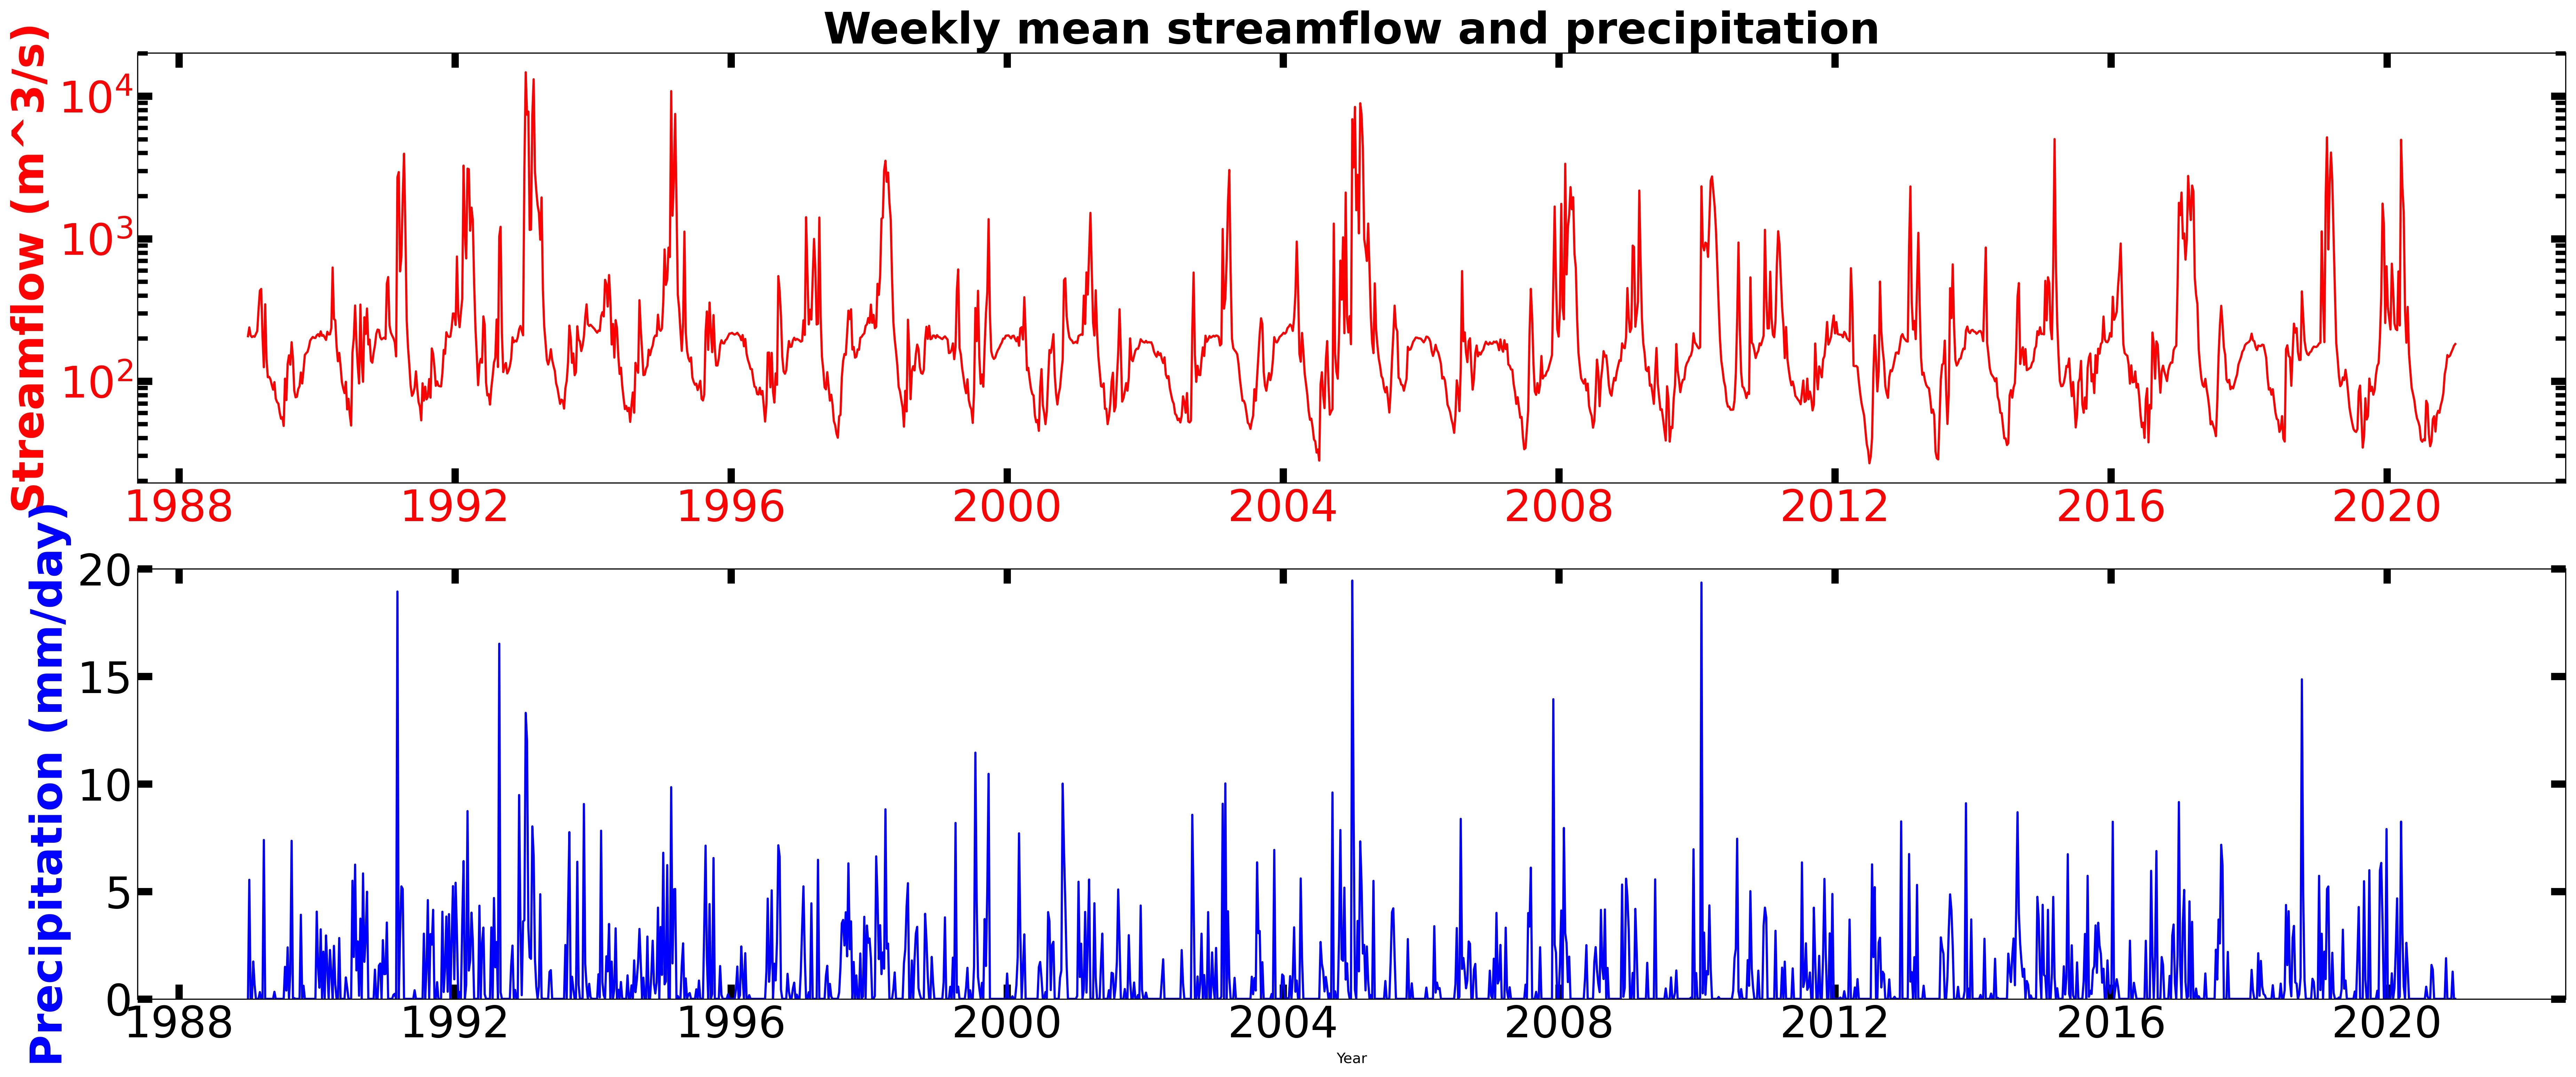 Weekly mean streamflow and precipitation
Streamflow (m^3/s)
10^4
10^3
10^2
1988 1992 1996 2000 2004 2008 2012 2016 2020
Precipitation (mm/day)
20
15
10
5
0
1988 1992 1996 2000 2004 2008 2012 2016 2020
Year